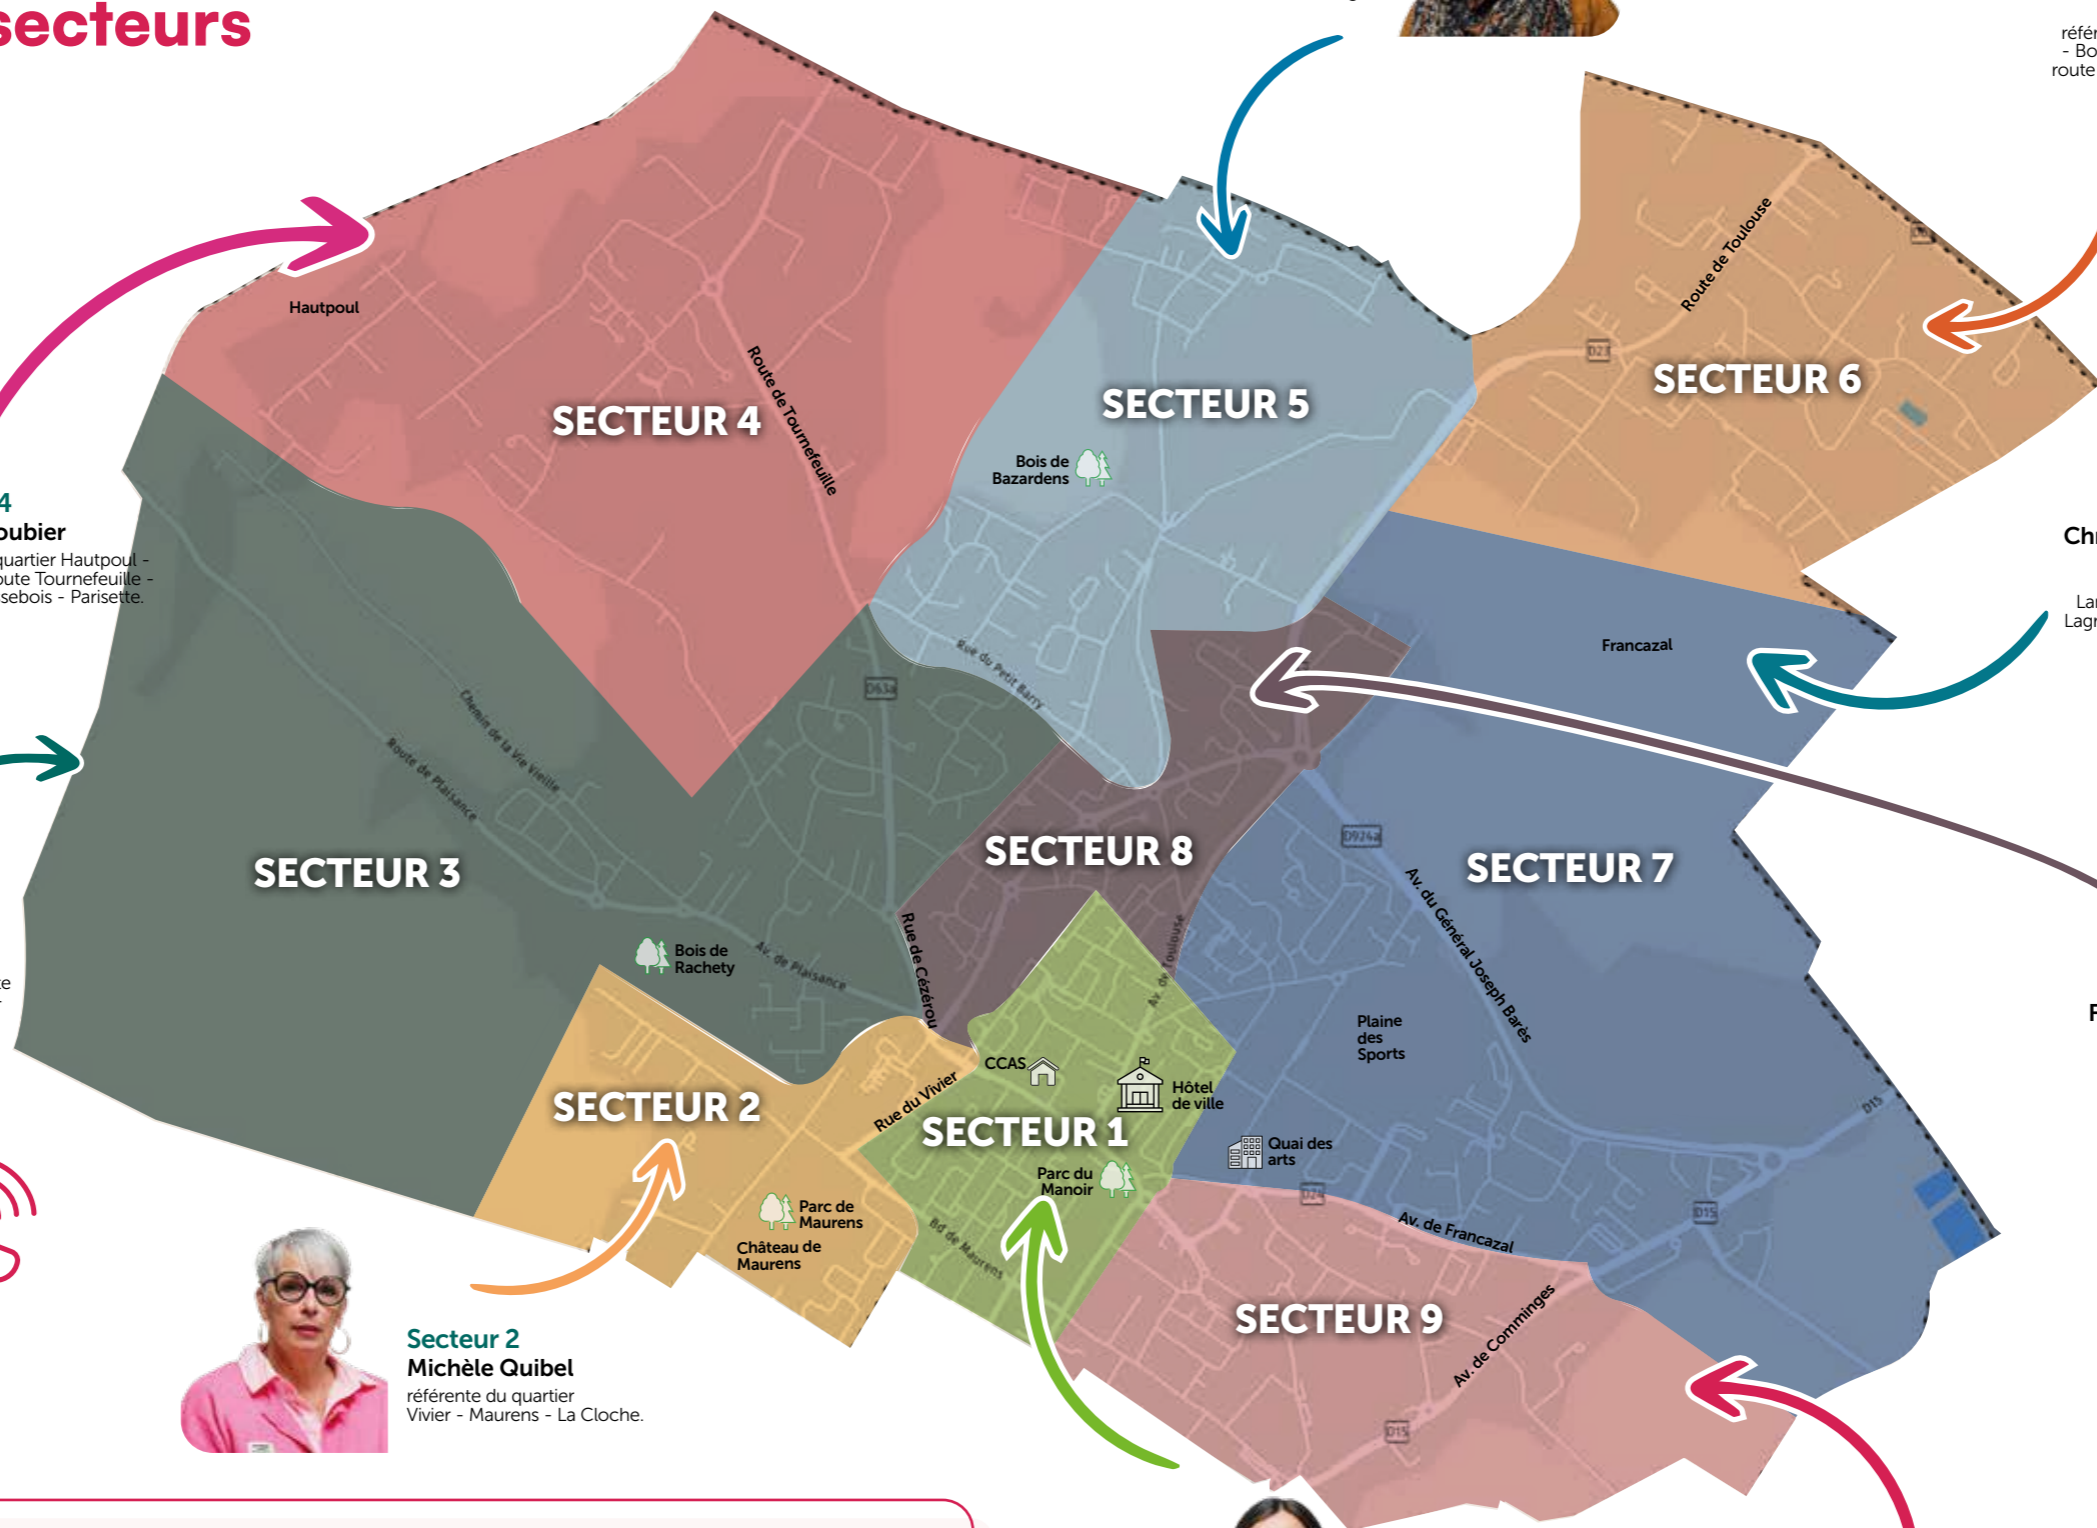 secteurs
- Bo
route
Hautpoul
Route de Tournefeuille
SECTEUR 4
SECTEUR 5
Bois de
Bazardens
Route de Toulouse
D23
SECTEUR 6
4
oubier
quartier Hautpoul -
oute Tournefeuille -
sebois - Parisette.
Chemin de la Vie Vieille
Route de Plaisance
D63a
Rue du Petit Barry
Francazal
Chr
Lar
Lagr
SECTEUR 3
SECTEUR 8
D924a
SECTEUR 7
Av. du Général Joseph Barès
Bois de
Rachety
Av. de Plaisance
Rue de Cézérou
Av. de Toulouse
Plaine
des
Sports
CCAS
Hôtel
de ville
SECTEUR 2
Rue du Vivier
SECTEUR 1
Parc du
Manoir
Quai des
arts
D15
D24
D15
Av. de Francazal
Parc de
Maurens
Château de
Maurens
Bd de Maurens
SECTEUR 9
Av. de Comminges
D15
Secteur 2
Michèle Quibel
référente du quartier
Vivier - Maurens - La Cloche.